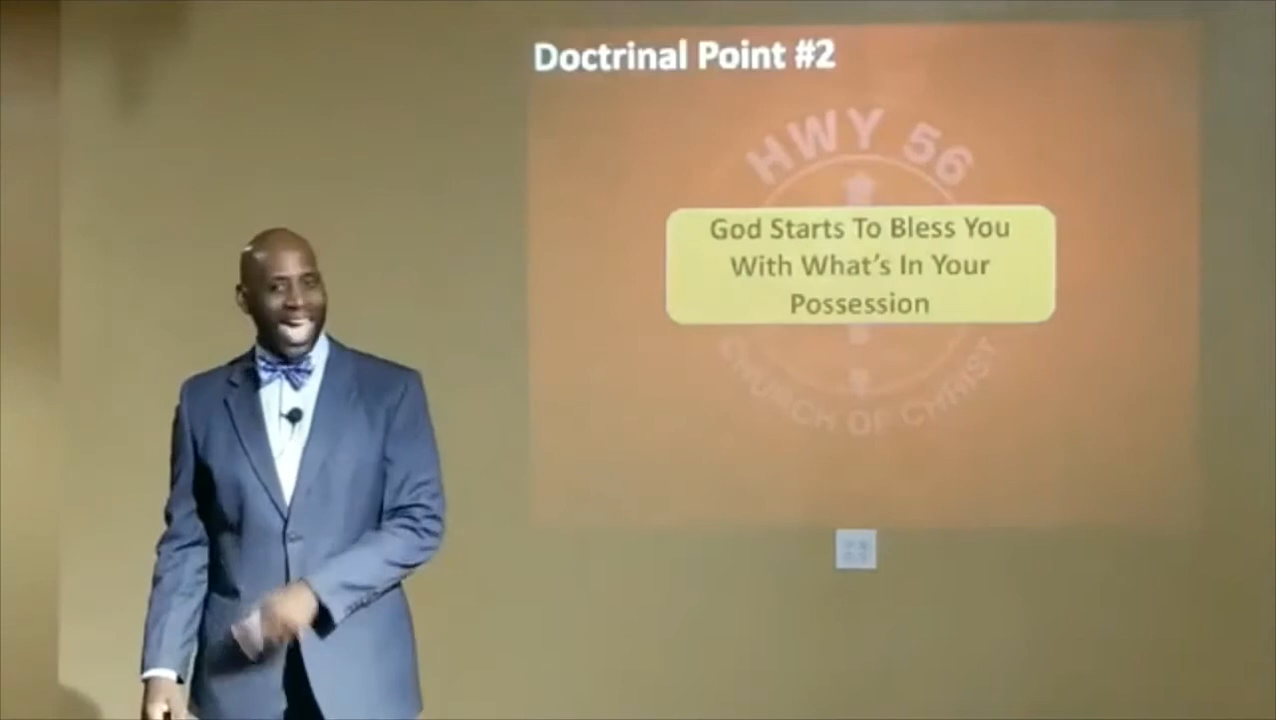 Doctrinal Point #2
HWY 56
God Starts To Bless You
With What's In Your
Possession
CHURCH OF CHRIST